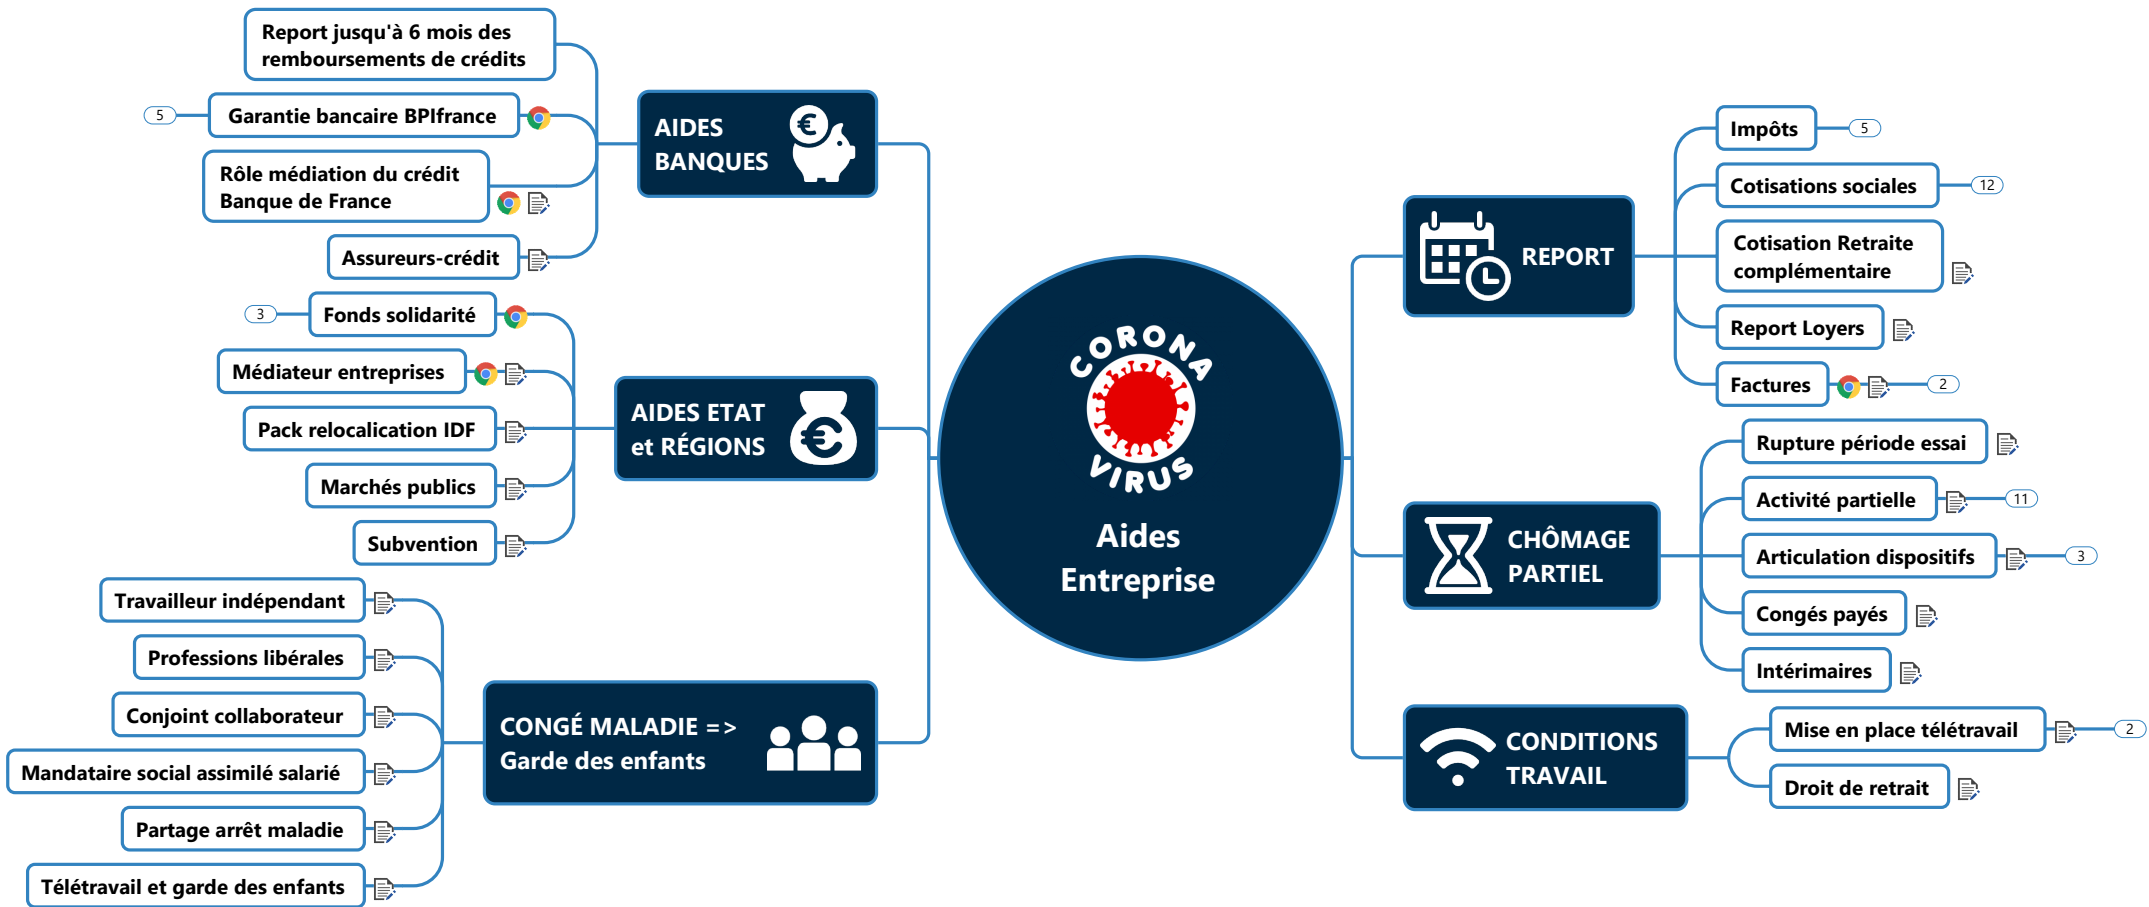 Report jusqu'à 6 mois des
remboursements de crédits
5
Garantie bancaire BPIfrance
Rôle médiation du crédit
Banque de France
Assureurs-crédit
AIDES
BANQUES
3
Fonds solidarité
Médiateur entreprises
Pack relocalication IDF
Marchés publics
Subvention
AIDES ETAT
et RÉGIONS
Travailleur indépendant
Professions libérales
Conjoint collaborateur
Mandataire social assimilé salarié
Partage arrêt maladie
Télétravail et garde des enfants
CONGÉ MALADIE =>
Garde des enfants
CORONA
VIRUS
Aides
Entreprise
REPORT
Impôts
5
Cotisations sociales
12
Cotisation Retraite
complémentaire
Report Loyers
Factures
2
CHÔMAGE
PARTIEL
Rupture période essai
Activité partielle
11
Articulation dispositifs
3
Congés payés
Intérimaires
CONDITIONS
TRAVAIL
Mise en place télétravail
2
Droit de retrait